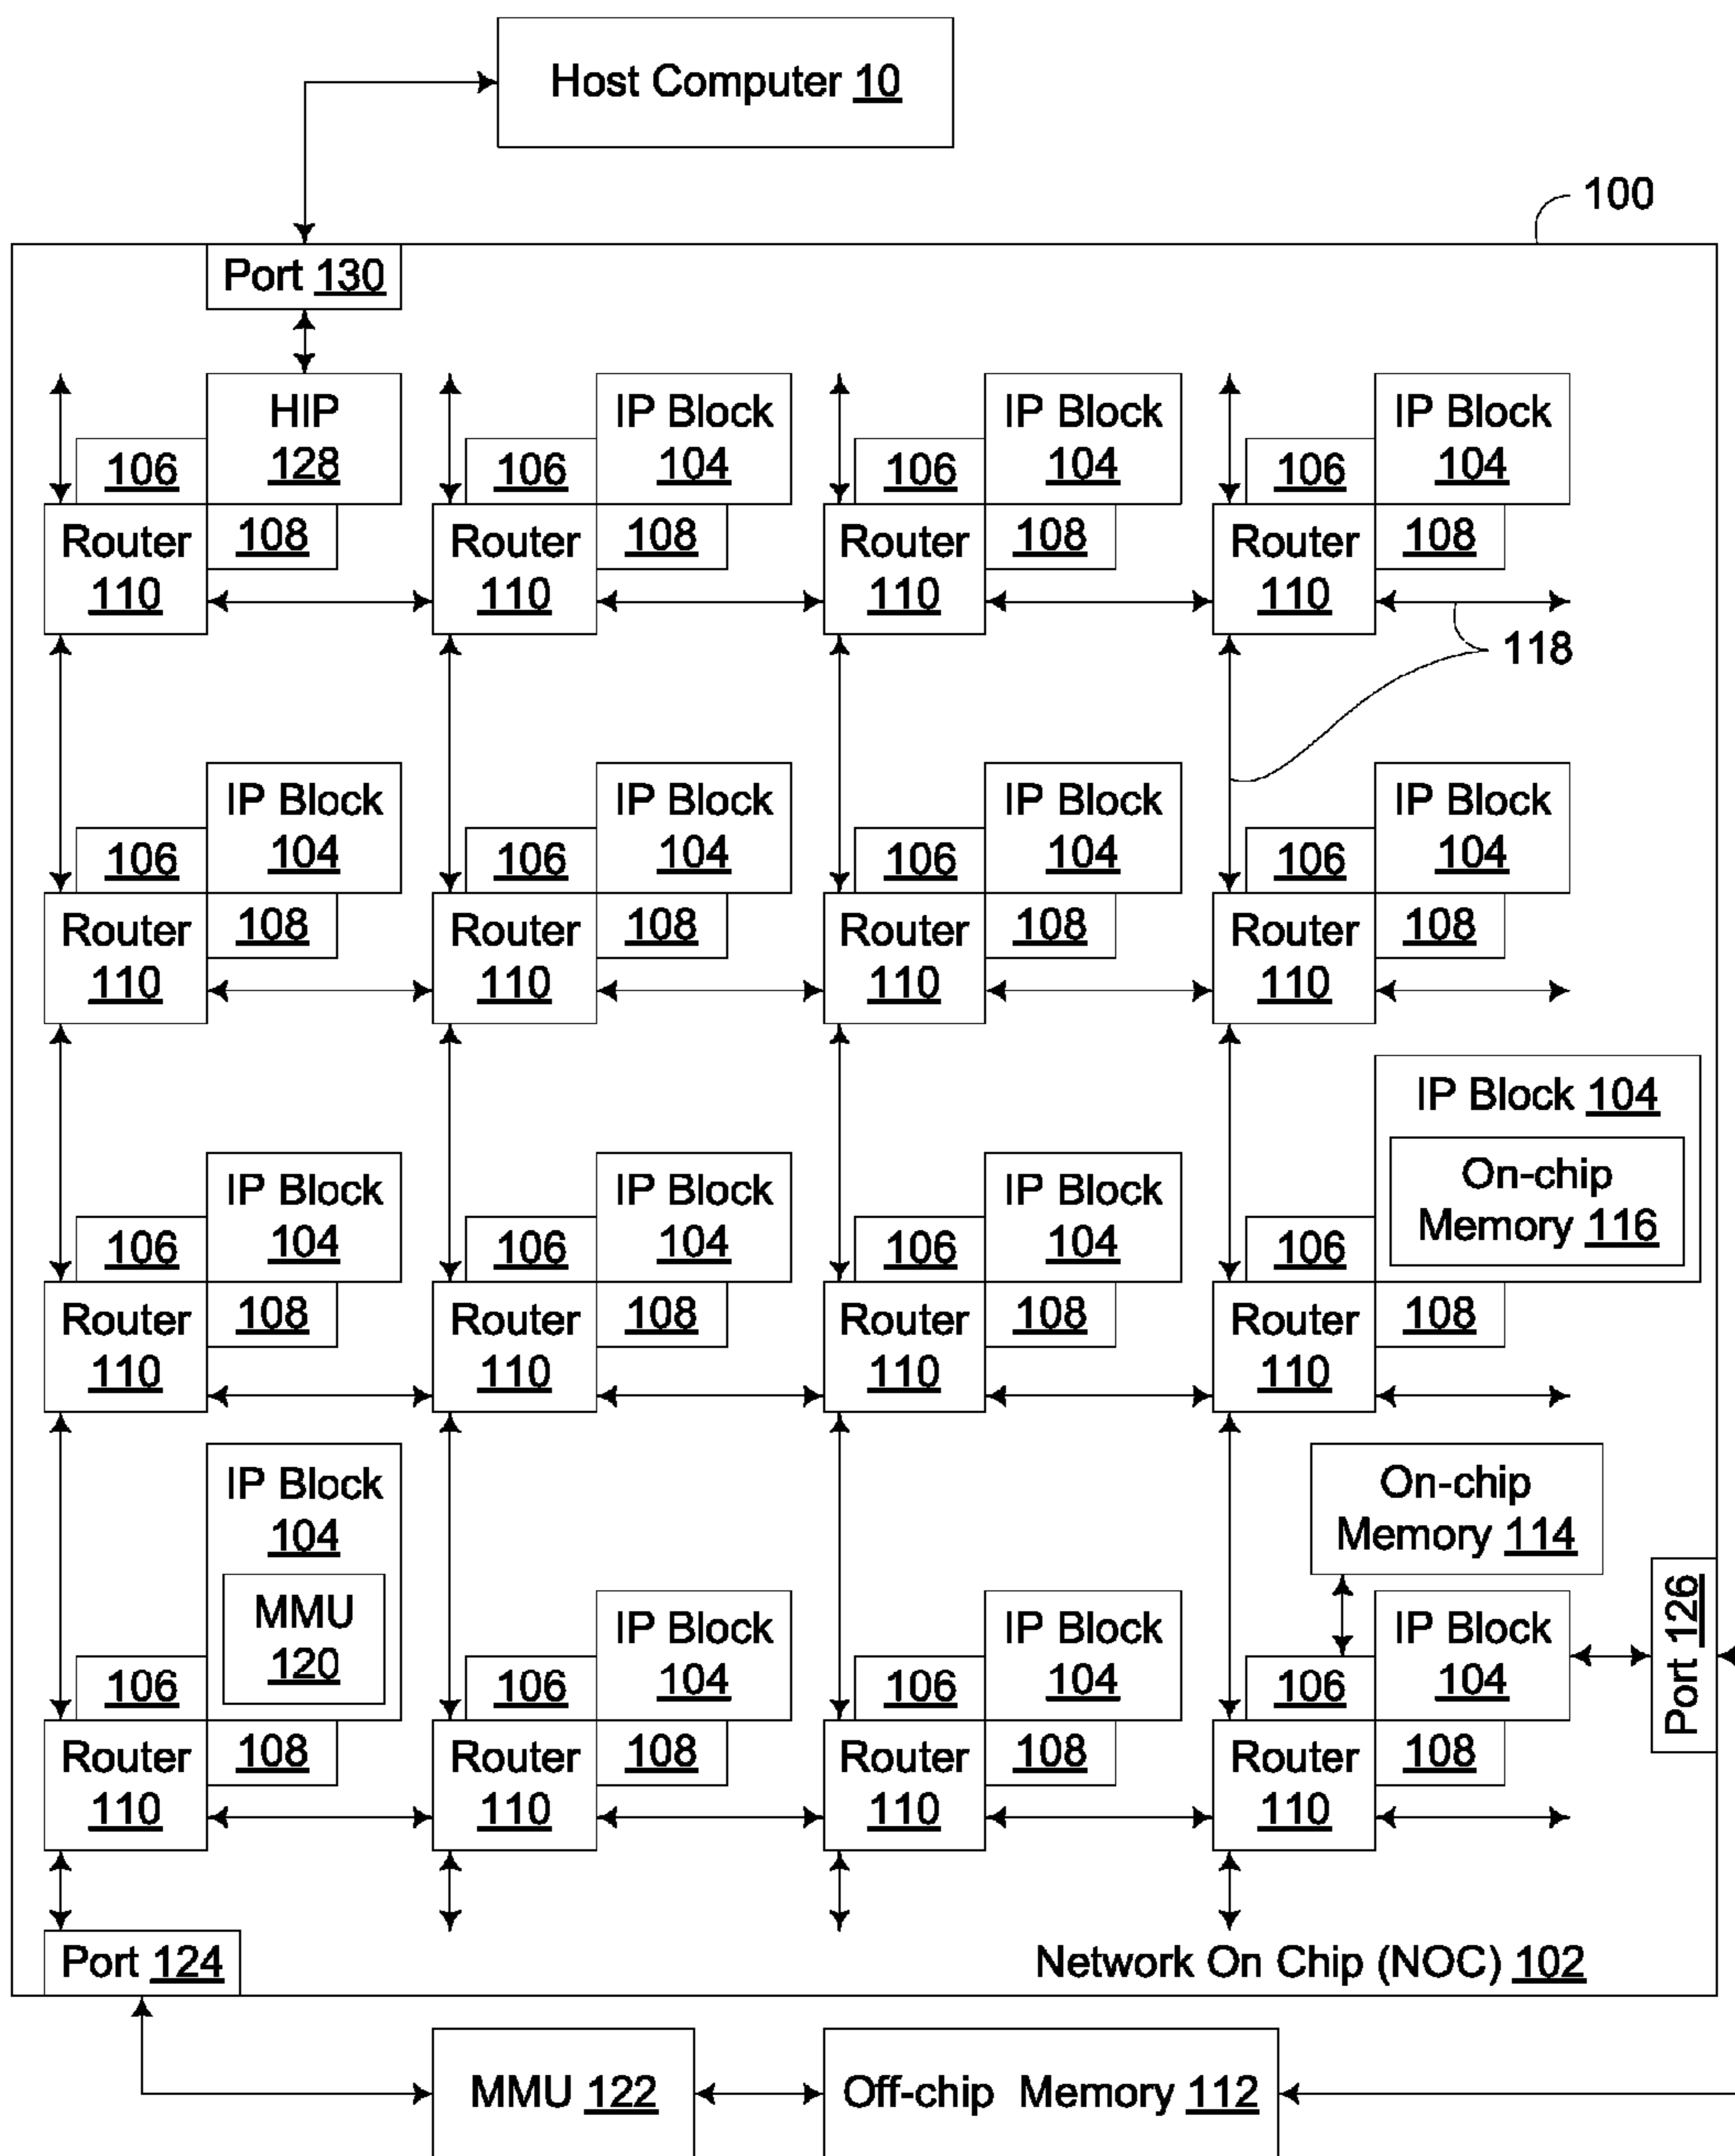 Host Computer 10
100
Port 130
HIP
128
IP Block
104
IP Block
104
IP Block
104
106
106
106
106
Router
110
108
Router
110
108
Router
110
108
Router
110
108
118
IP Block
104
IP Block
104
IP Block
104
IP Block
104
106
106
106
106
Router
110
108
Router
110
108
Router
110
108
Router
110
108
IP Block 104
On-chip
Memory 116
IP Block
104
IP Block
104
IP Block
104
106
106
106
106
Router
110
108
Router
110
108
Router
110
108
Router
110
108
IP Block
104
MMU
120
On-chip
Memory 114
IP Block
104
IP Block
104
IP Block
104
Port 126
106
106
106
106
Router
110
108
Router
110
108
Router
110
108
Router
110
108
Port 124
Network On Chip (NOC) 102
MMU 122
Off-chip Memory 112